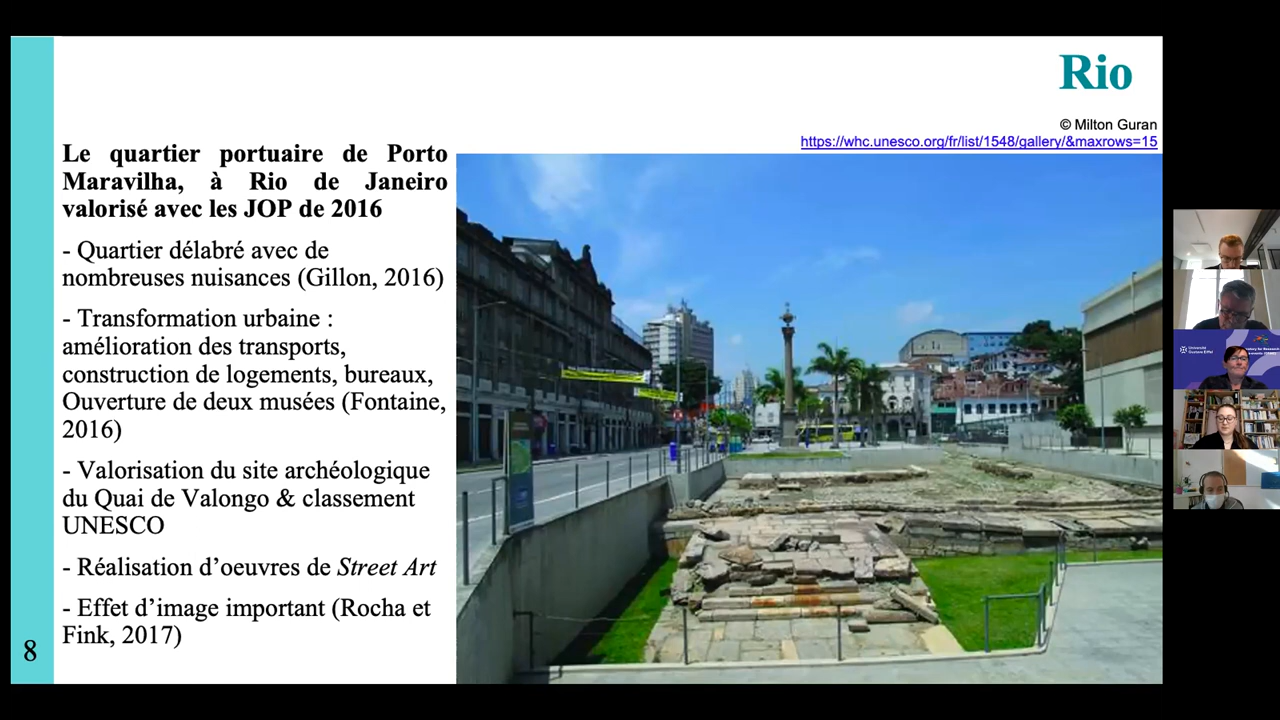 Rio
© Milton Guran
https://whc.unesco.org/fr/list/1548/gallery/&maxrows=15
Le quartier portuaire de Porto
Maravilha, à Rio de Janeiro
valorisé avec les JOP de 2016
- Quartier délabré avec de
nombreuses nuisances (Gillon, 2016)
- Transformation urbaine :
amélioration des transports,
construction de logements, bureaux,
Ouverture de deux musées (Fontaine,
2016)
- Valorisation du site archéologique
du Quai de Valongo & classement
UNESCO
- Réalisation d'oeuvres de Street Art
- Effet d'image important (Rocha et
Fink, 2017)
8
Université
Gustave Eiffel